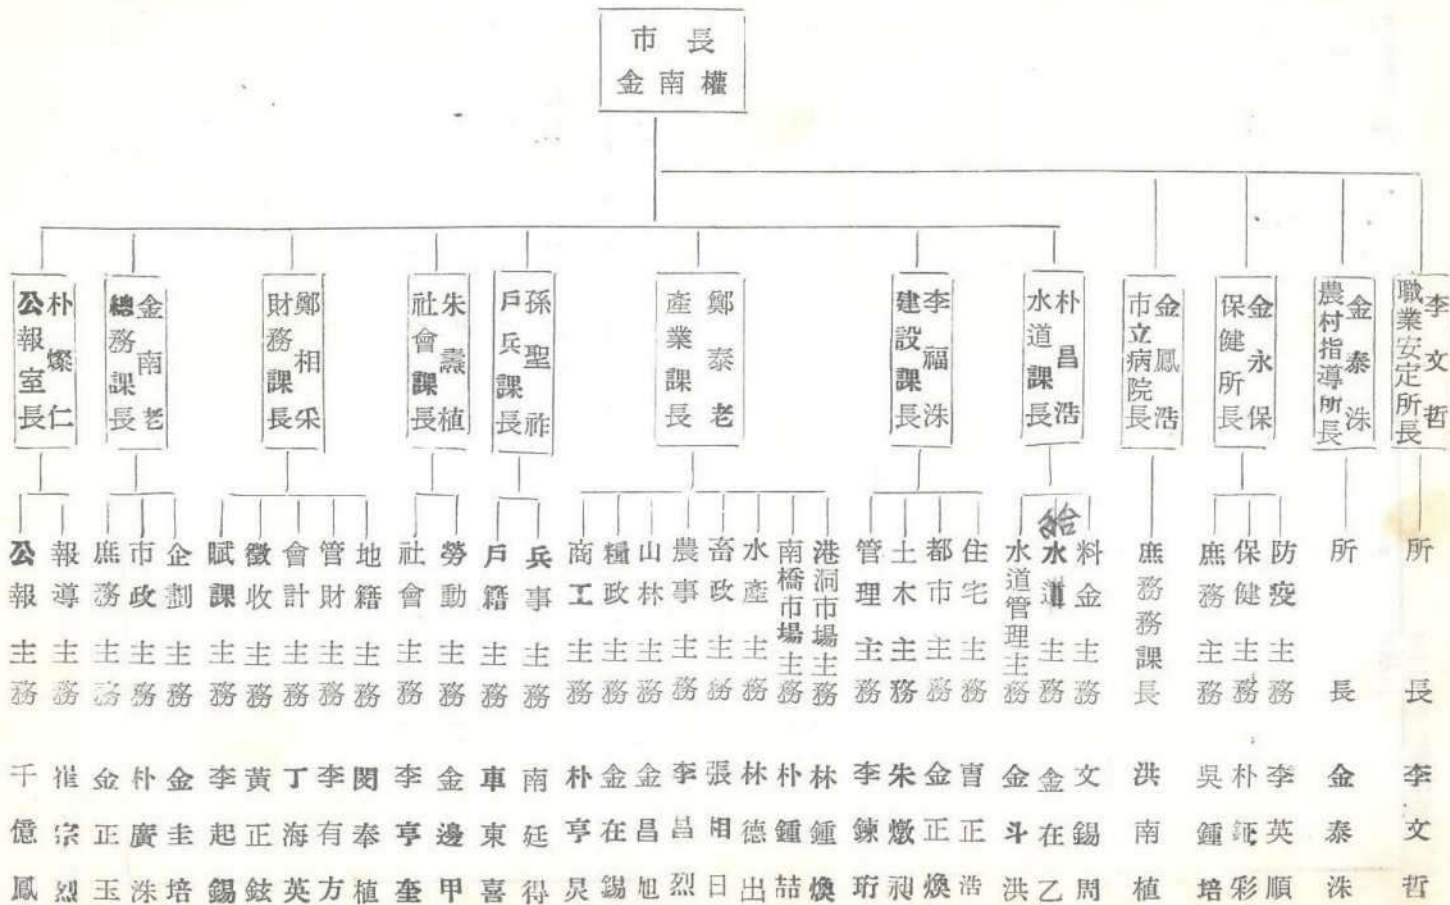 市長
金南權
公報室長 朴燦仁
總務課長 金南老
財務課長 鄭相采
社會課長 朱壽植
戶兵課長 孫聖祚
產業課長 鄭泰老
建設課長 李福洙
水道課長 朴昌浩
市立病院長 金鳳浩
保健所長 金永保
農村指導所長 金泰洙
職業安定所長 李文哲
公報主務 千億鳳
報導主務 崔宗烈
庶務主務 金正玉
市政主務 朴廣洙
企劃主務 金圭培
賦課主務 李起錫
徵收主務 黃正鉉
會計主務 丁海英
管財主務 李有方
地籍主務 閔奉植
社會主務 李亨奎
勞動主務 金邊甲
戶籍主務 車東喜
兵事主務 南廷得
商工主務 朴亨炅
糧政主務 金在錫
山林主務 金昌旭
農事主務 李昌烈
畜政主務 張相日
水產主務 林德出
南橋市場主務 朴鍾喆
港洞市場主務 林鍾煥
管理主務 李鍊珩
土木主務 朱燉昶
都市主務 金正煥
住宅主務 曺正浩
水道管理主務 金斗洪
水道主務 金在乙
料金主務 文錫周
庶務務課長 洪南植
庶務主務 吳鍾培
保健主務 朴鉦彩
防疫主務 李英順
所長 金泰洙
所長 李文哲